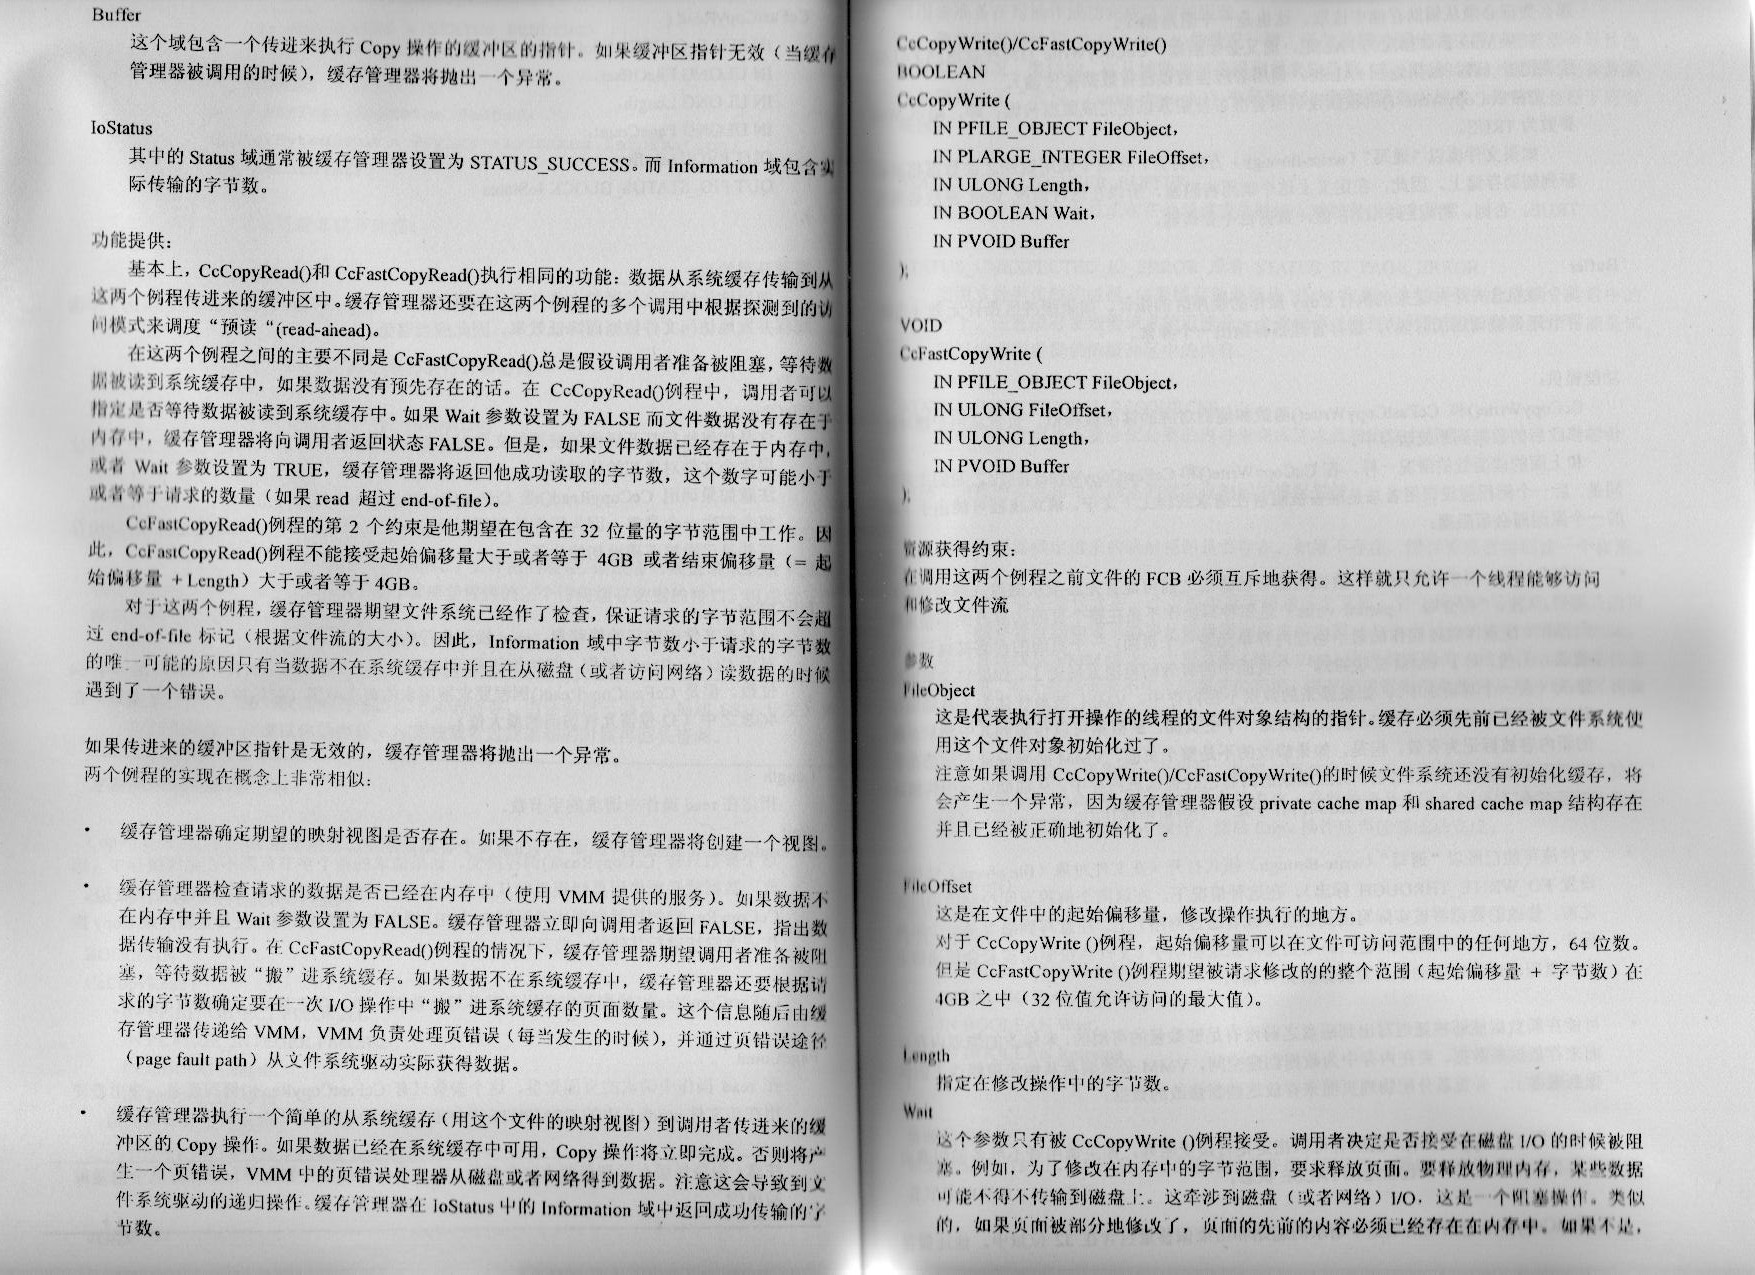 Buffer
这个域包含一个传进来执行 Copy 操作的缓冲区的指针。如果缓冲区指针无效（当缓存
管理器被调用的时候），缓存管理器将抛出一个异常。
IoStatus
其中的 Status 域通常被缓存管理器设置为 STATUS_SUCCESS。而 Information 域包含实
际传输的字节数。
功能提供：
基本上，CcCopyRead()和 CcFastCopyRead()执行相同的功能：数据从系统缓存传输到从
这两个例程传进来的缓冲区中。缓存管理器还要在这两个例程的多个调用中根据探测到的访
问模式来调度“预读“(read-ahead)。
在这两个例程之间的主要不同是 CcFastCopyRead()总是假设调用者准备被阻塞，等待数
据被读到系统缓存中，如果数据没有预先存在的话。在 CcCopyRead()例程中，调用者可以
指定是否等待数据被读到系统缓存中。如果 Wait 参数设置为 FALSE 而文件数据没有存在于
内存中，缓存管理器将向调用者返回状态 FALSE。但是，如果文件数据已经存在于内存中，
或者 Wait 参数设置为 TRUE，缓存管理器将返回他成功读取的字节数，这个数字可能小于
或者等于请求的数量（如果 read 超过 end-of-file）。
CcFastCopyRead()例程的第 2 个约束是他期望在包含在 32 位量的字节范围中工作。因
此，CcFastCopyRead()例程不能接受起始偏移量大于或者等于 4GB 或者结束偏移量（= 起
始偏移量 + Length）大于或者等于 4GB。
对于这两个例程，缓存管理器期望文件系统已经作了检查，保证请求的字节范围不会超
过 end-of-file 标记（根据文件流的大小）。因此，Information 域中字节数小于请求的字节数
的唯一可能的原因只有当数据不在系统缓存中并且在从磁盘（或者访问网络）读数据的时候
遇到了一个错误。
如果传进来的缓冲区指针是无效的，缓存管理器将抛出一个异常。
两个例程的实现在概念上非常相似：
· 缓存管理器确定期望的映射视图是否存在。如果不存在，缓存管理器将创建一个视图。
· 缓存管理器检查请求的数据是否已经在内存中（使用 VMM 提供的服务）。如果数据不
在内存中并且 Wait 参数设置为 FALSE。缓存管理器立即向调用者返回 FALSE，指出数
据传输没有执行。在 CcFastCopyRead()例程的情况下，缓存管理器期望调用者准备被阻
塞，等待数据被“搬”进系统缓存。如果数据不在系统缓存中，缓存管理器还要根据请
求的字节数确定要在一次 I/O 操作中“搬”进系统缓存的页面数量。这个信息随后由缓
存管理器传递给 VMM，VMM 负责处理页错误（每当发生的时候），并通过页错误途径
（page fault path）从文件系统驱动实际获得数据。
· 缓存管理器执行一个简单的从系统缓存（用这个文件的映射视图）到调用者传进来的缓
冲区的 Copy 操作。如果数据已经在系统缓存中可用，Copy 操作将立即完成。否则将产
生一个页错误，VMM 中的页错误处理器从磁盘或者网络得到数据。注意这会导致到文
件系统驱动的递归操作。缓存管理器在 IoStatus 中的 Information 域中返回成功传输的字
节数。
CcCopyWrite()/CcFastCopyWrite()
BOOLEAN
CcCopyWrite (
IN PFILE_OBJECT FileObject,
IN PLARGE_INTEGER FileOffset,
IN ULONG Length,
IN BOOLEAN Wait,
IN PVOID Buffer
);
VOID
CcFastCopyWrite (
IN PFILE_OBJECT FileObject,
IN ULONG FileOffset,
IN ULONG Length,
IN PVOID Buffer
);
资源获得约束：
在调用这两个例程之前文件的 FCB 必须互斥地获得。这样就只允许一个线程能够访问
和修改文件流
参数
FileObject
这是代表执行打开操作的线程的文件对象结构的指针。缓存必须先前已经被文件系统使
用这个文件对象初始化过了。
注意如果调用 CcCopyWrite()/CcFastCopyWrite()的时候文件系统还没有初始化缓存，将
会产生一个异常，因为缓存管理器假设 private cache map 和 shared cache map 结构存在
并且已经被正确地初始化了。
FileOffset
这是在文件中的起始偏移量，修改操作执行的地方。
对于 CcCopyWrite ()例程，起始偏移量可以在文件可访问范围中的任何地方，64 位数。
但是 CcFastCopyWrite ()例程期望被请求修改的的整个范围（起始偏移量 + 字节数）在
4GB 之中（32 位值允许访问的最大值）。
Length
指定在修改操作中的字节数。
Wait
这个参数只有被 CcCopyWrite ()例程接受。调用者决定是否接受在磁盘 I/O 的时候被阻
塞。例如，为了修改在内存中的字节范围，要求释放页面。要释放物理内存，某些数据
可能不得不传输到磁盘上。这牵涉到磁盘（或者网络）I/O，这是一个阻塞操作。类似
的，如果页面被部分地修改了，页面的先前的内容必须已经存在在内存中。如果不是，